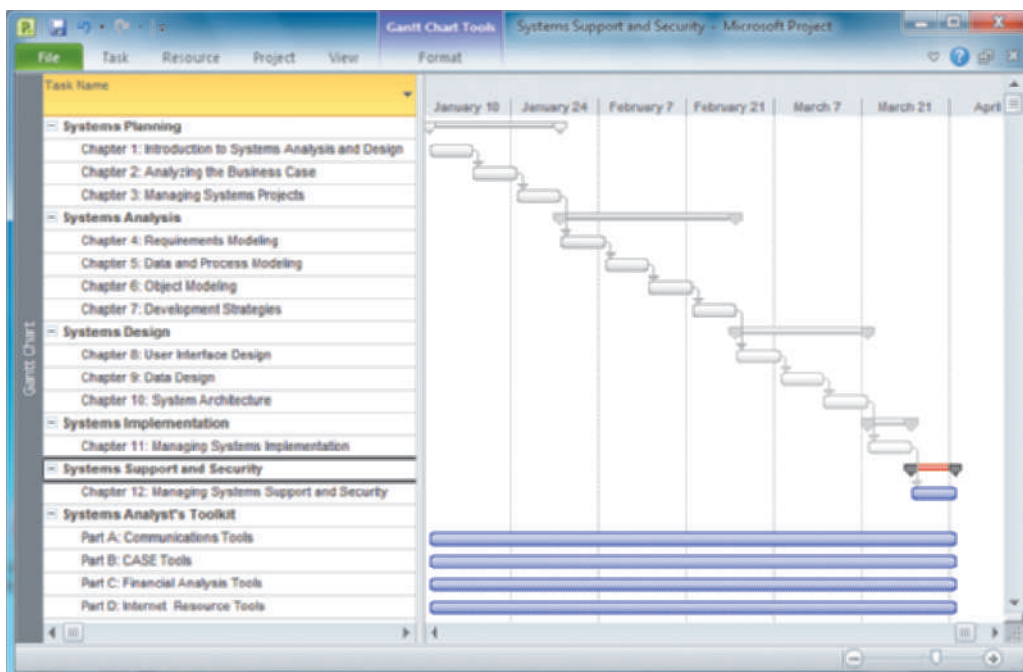 Gantt Chart Tools
Systems Support and Security - Microsoft Project
File Task Resource Project View Format
Task Name
January 10 January 24 February 7 February 21 March 7 March 21 April
Systems Planning
Chapter 1: Introduction to Systems Analysis and Design
Chapter 2: Analyzing the Business Case
Chapter 3: Managing Systems Projects
Systems Analysis
Chapter 4: Requirements Modeling
Chapter 5: Data and Process Modeling
Chapter 6: Object Modeling
Chapter 7: Development Strategies
Systems Design
Chapter 8: User Interface Design
Chapter 9: Data Design
Chapter 10: System Architecture
Systems Implementation
Chapter 11: Managing Systems Implementation
Systems Support and Security
Chapter 12: Managing Systems Support and Security
Systems Analyst's Toolkit
Part A: Communications Tools
Part B: CASE Tools
Part C: Financial Analysis Tools
Part D: Internet Resource Tools
Gantt Chart